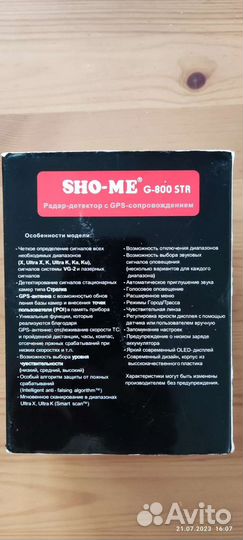 SHO-ME® G-800 STR
Радар-детектор с GPS-сопровождением
Особенности модели:
- Четкое определение сигналов всех
необходимых диапазонов
(X, Ultra X, K, Ultra K, Ka, Ku),
сигналов системы VG-2 и лазерных
сигналов
- Детектирование сигналов стационарных
камер типа Стрелка
- GPS-антенна с возможностью обнов
ления базы камер и внесения точек
пользователя (POI) в память прибора
- Уникальные функции, которые
реализуются благодаря
GPS-антенне: отслеживание скорости ТС
и пройденной дистанции, часы, компас,
отсечение ложных срабатываний при
низких скоростях и т.п.
- Возможность выбора уровня
чувствительности
(низкий, средний, высокий)
- Особый алгоритм защиты от ложных
срабатываний
(Intelligent anti - falsing algorithm™)
- Мгновенное сканирование в диапазонах
Ultra X, Ultra K (Smart scan™)
- Возможность отключения диапазонов
- Возможность выбора звуковых
сигналов оповещения
(несколько вариантов для каждого
диапазона)
- Автоматическое приглушение звука
- Голосовое оповещение
- Расширенное меню
- Режимы Город/Трасса
- Чувствительная линза
- Регулировка яркости дисплея с помощью
датчика или пользователем вручную
- Запоминание настроек
- Предупреждение о низком заряде
аккумулятора
- Яркий современный OLED-дисплей
- Современный дизайн, корпус из
высококачественного пластика
Характеристики могут быть изменены
производителем без предупреждения.
Avito
21.07.2023 16:07